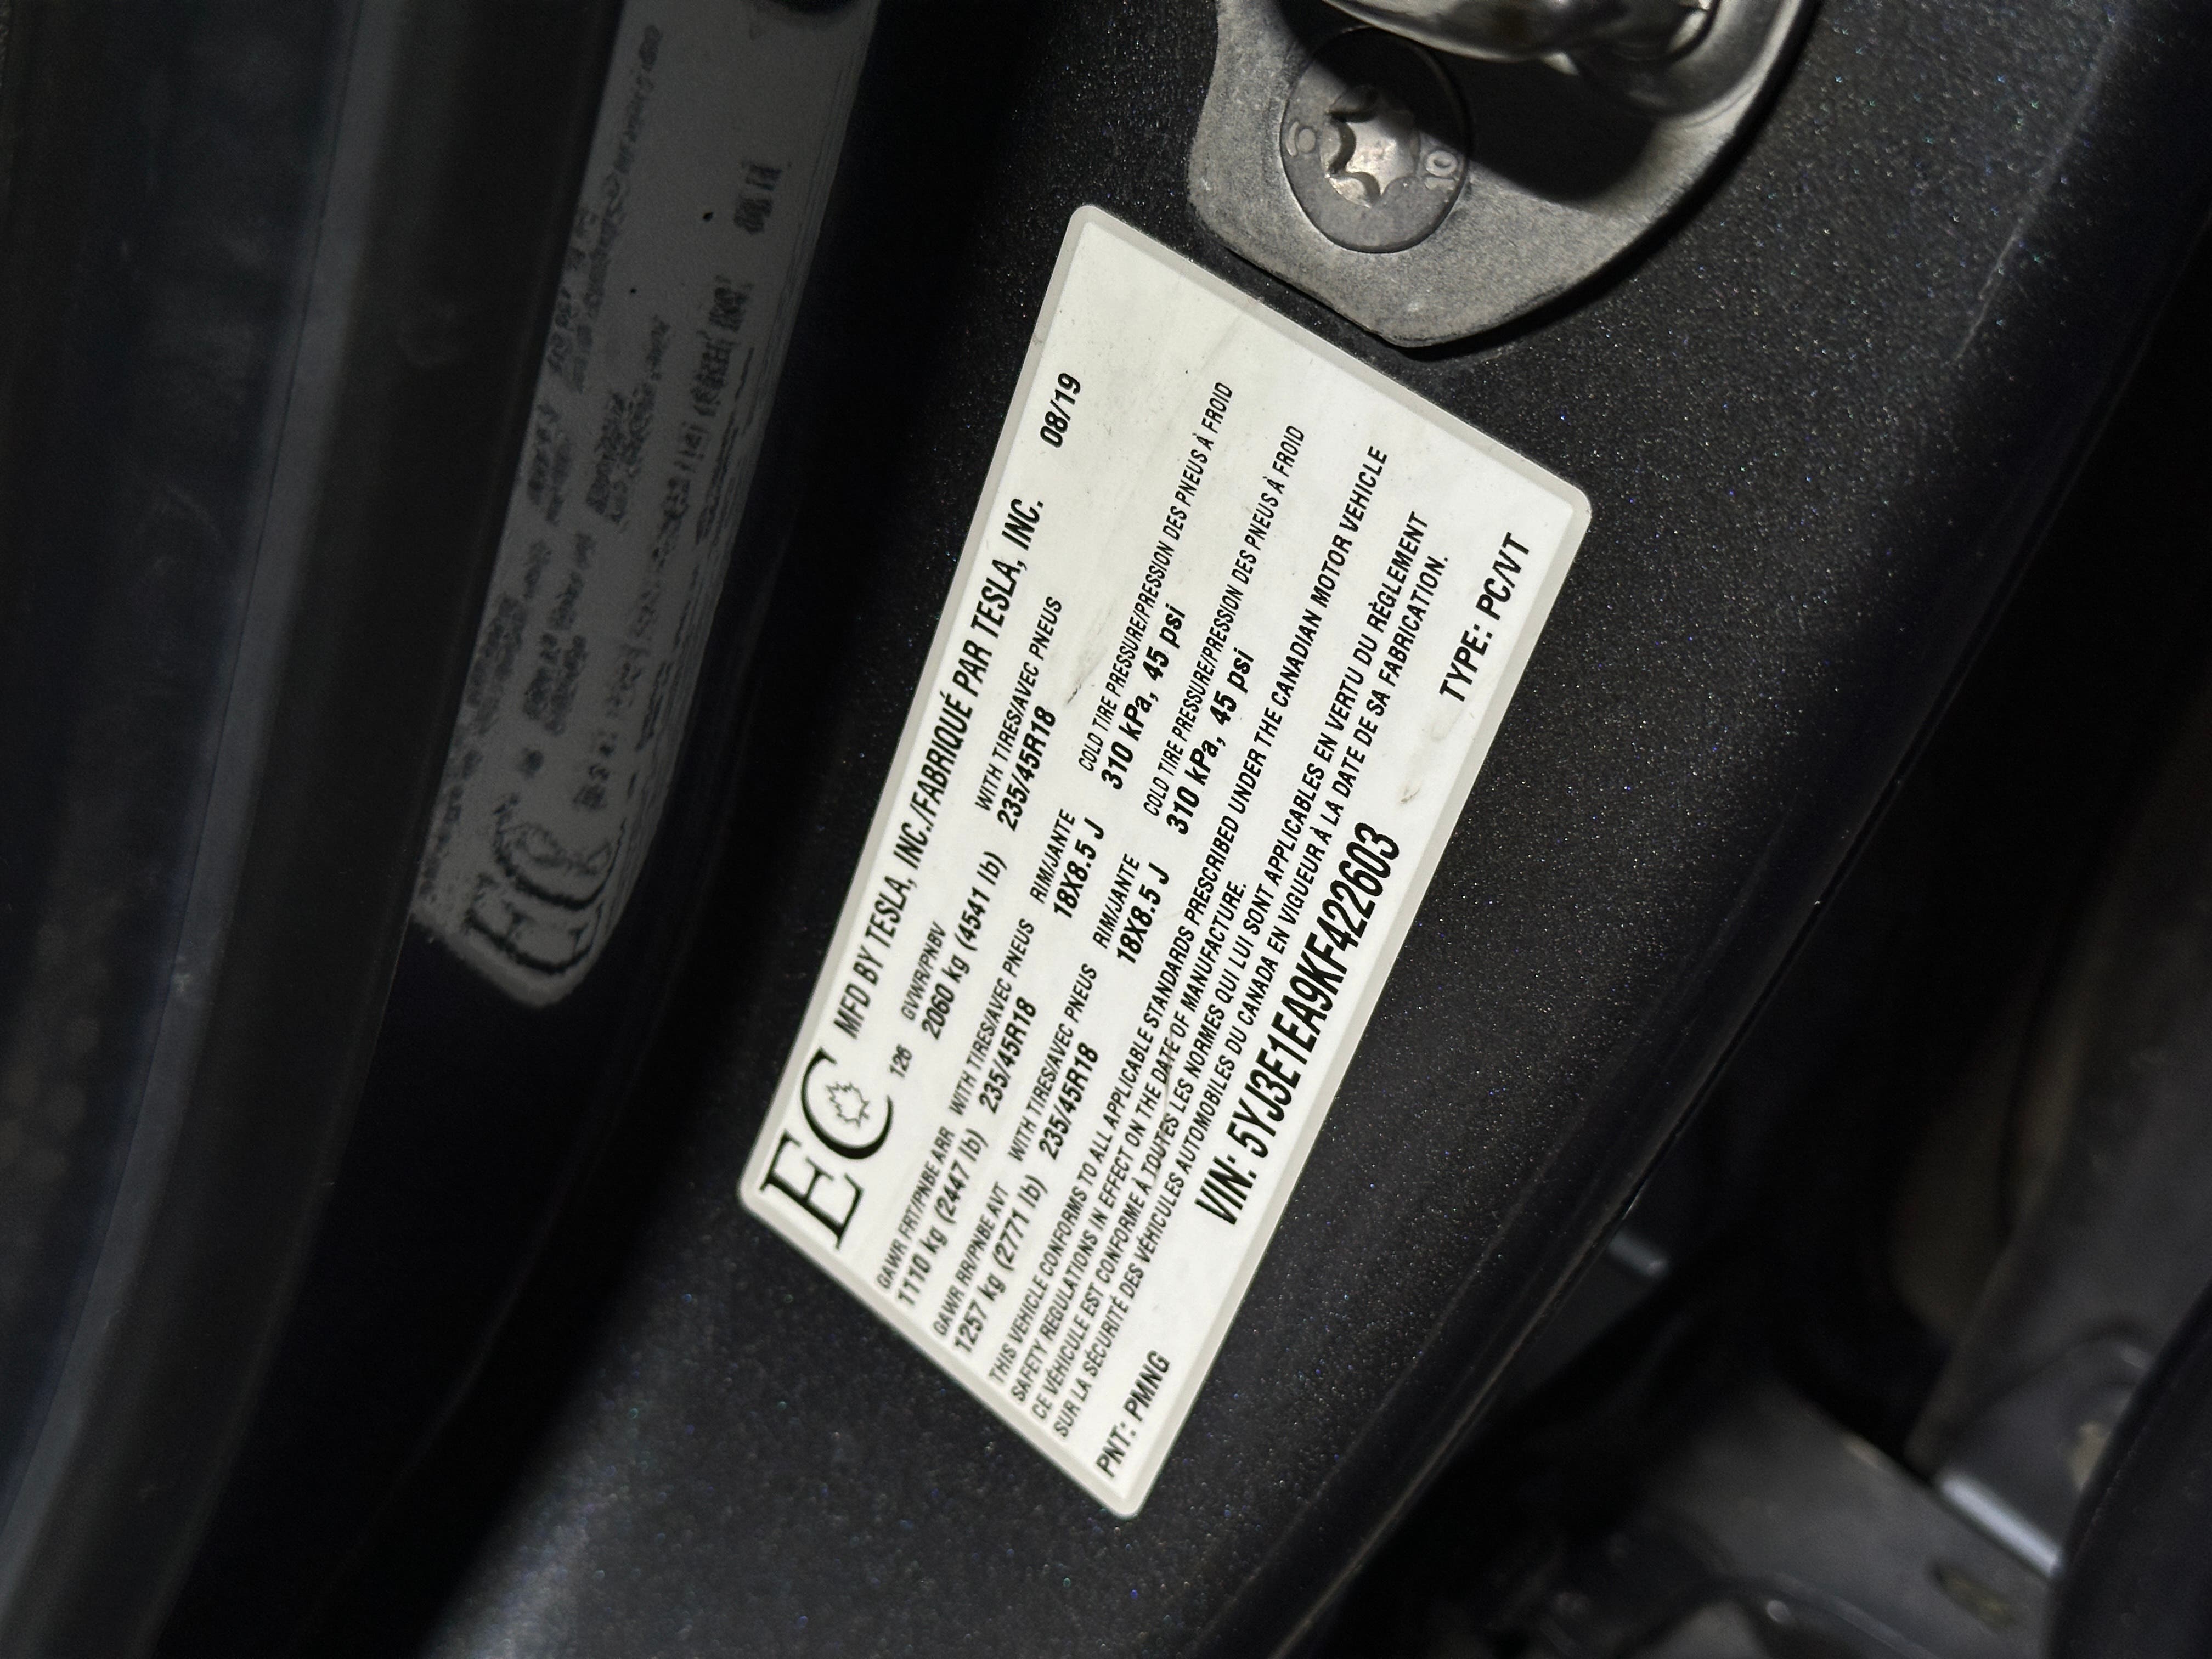 EC MFD BY TESLA, INC./FABRIQUÉ PAR TESLA, INC. 08/19
126
GVWR/PNBV WITH TIRES/AVEC PNEUS
2060 kg (4541 lb) 235/45R18
GAWR FRT/PNBE ARR WITH TIRES/AVEC PNEUS RIM/JANTE COLD TIRE PRESSURE/PRESSION DES PNEUS À FROID
1110 kg (2447 lb) 235/45R18 18X8.5 J 310 kPa, 45 psi
GAWR RR/PNBE AVT WITH TIRES/AVEC PNEUS RIM/JANTE COLD TIRE PRESSURE/PRESSION DES PNEUS À FROID
1257 kg (2771 lb) 235/45R18 18X8.5 J 310 kPa, 45 psi
THIS VEHICLE CONFORMS TO ALL APPLICABLE STANDARDS PRESCRIBED UNDER THE CANADIAN MOTOR VEHICLE
SAFETY REGULATIONS IN EFFECT ON THE DATE OF MANUFACTURE.
CE VÉHICULE EST CONFORME À TOUTES LES NORMES QUI LUI SONT APPLICABLES EN VERTU DU RÈGLEMENT
SUR LA SÉCURITÉ DES VÉHICULES AUTOMOBILES DU CANADA EN VIGUEUR À LA DATE DE SA FABRICATION.
PNT: PMNG VIN: 5YJ3E1EA9KF422603 TYPE: PC/VT
10